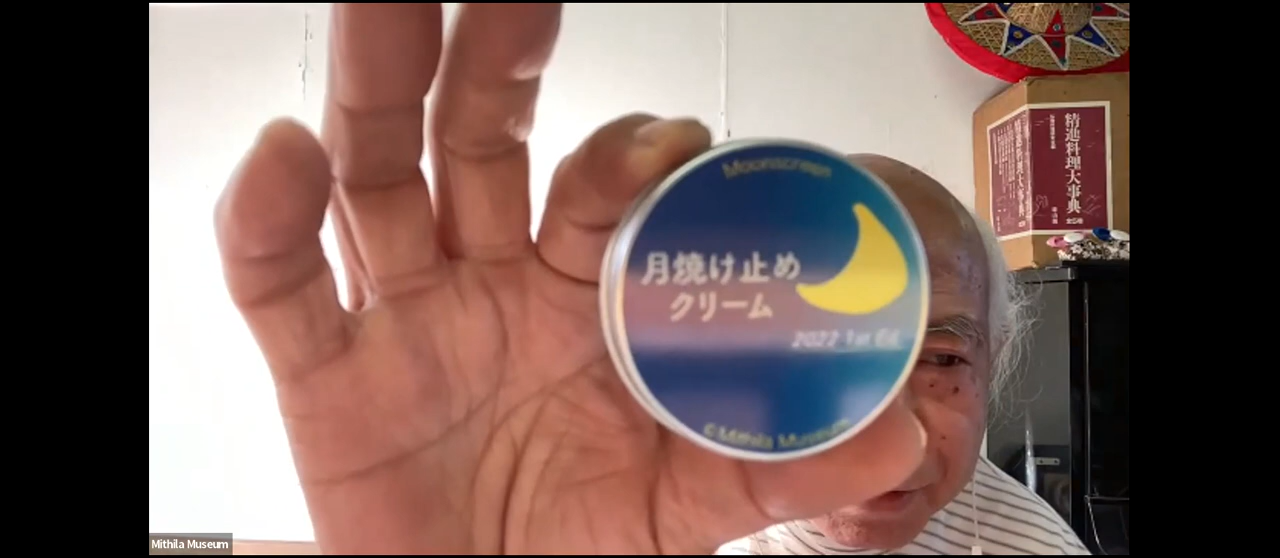 Moonscreen
月焼け止め
クリーム
2022 1st Ed.
©Mithila Museum
精進料理大事典
Mithila Museum